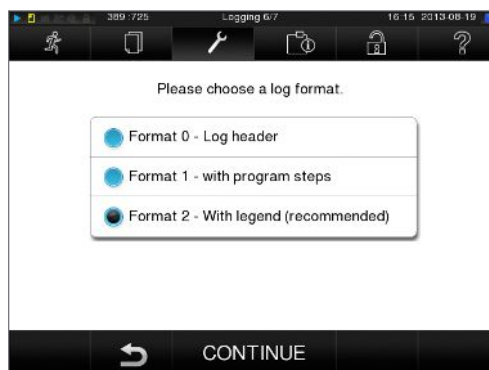 389:725 Logging 6/7 16:15 2013-08-19
?
Please choose a log format.
Format 0 - Log header
Format 1 - with program steps
Format 2 - With legend (recommended)
CONTINUE